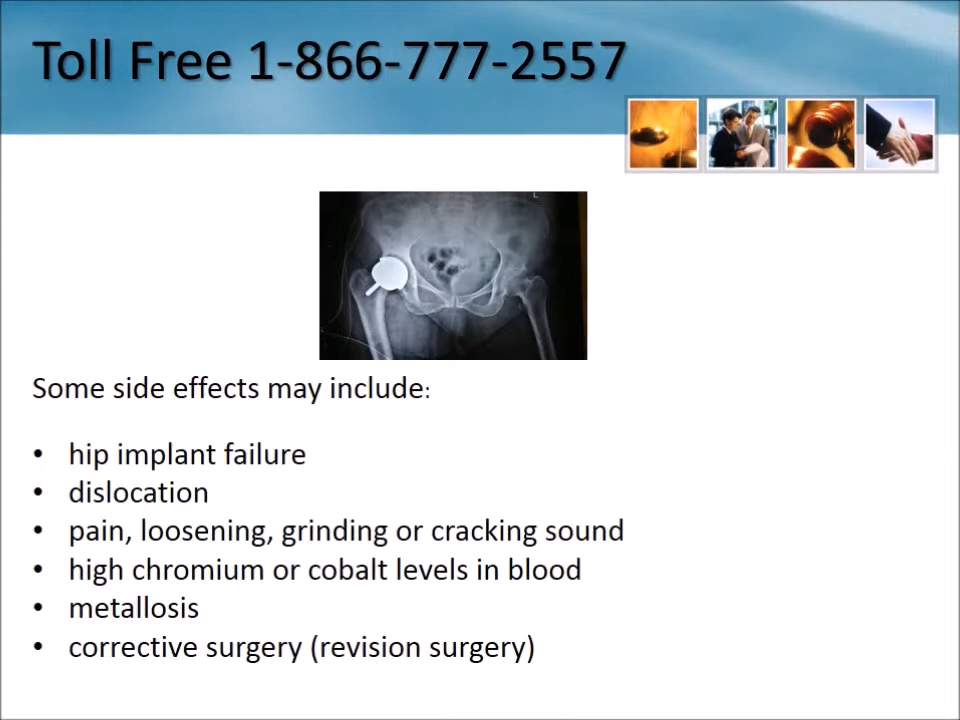 Toll Free 1-866-777-2557
Some side effects may include:
• hip implant failure
• dislocation
• pain, loosening, grinding or cracking sound
• high chromium or cobalt levels in blood
• metallosis
• corrective surgery (revision surgery)